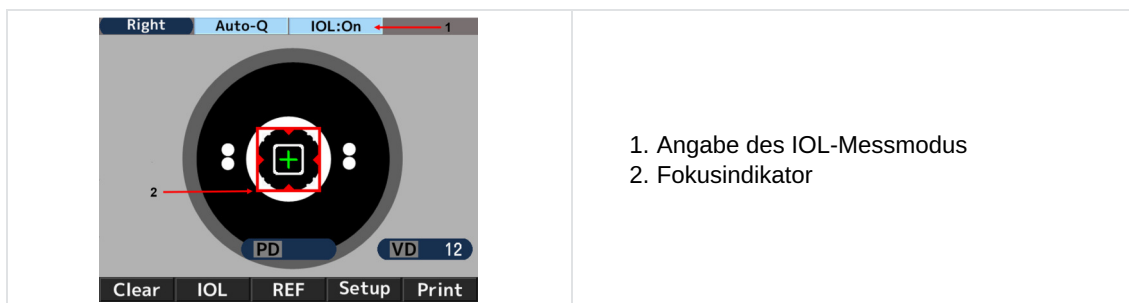 Right Auto-Q IOL:On 1
2
PD VD 12
Clear IOL REF Setup Print
1. Angabe des IOL-Messmodus
2. Fokusindikator